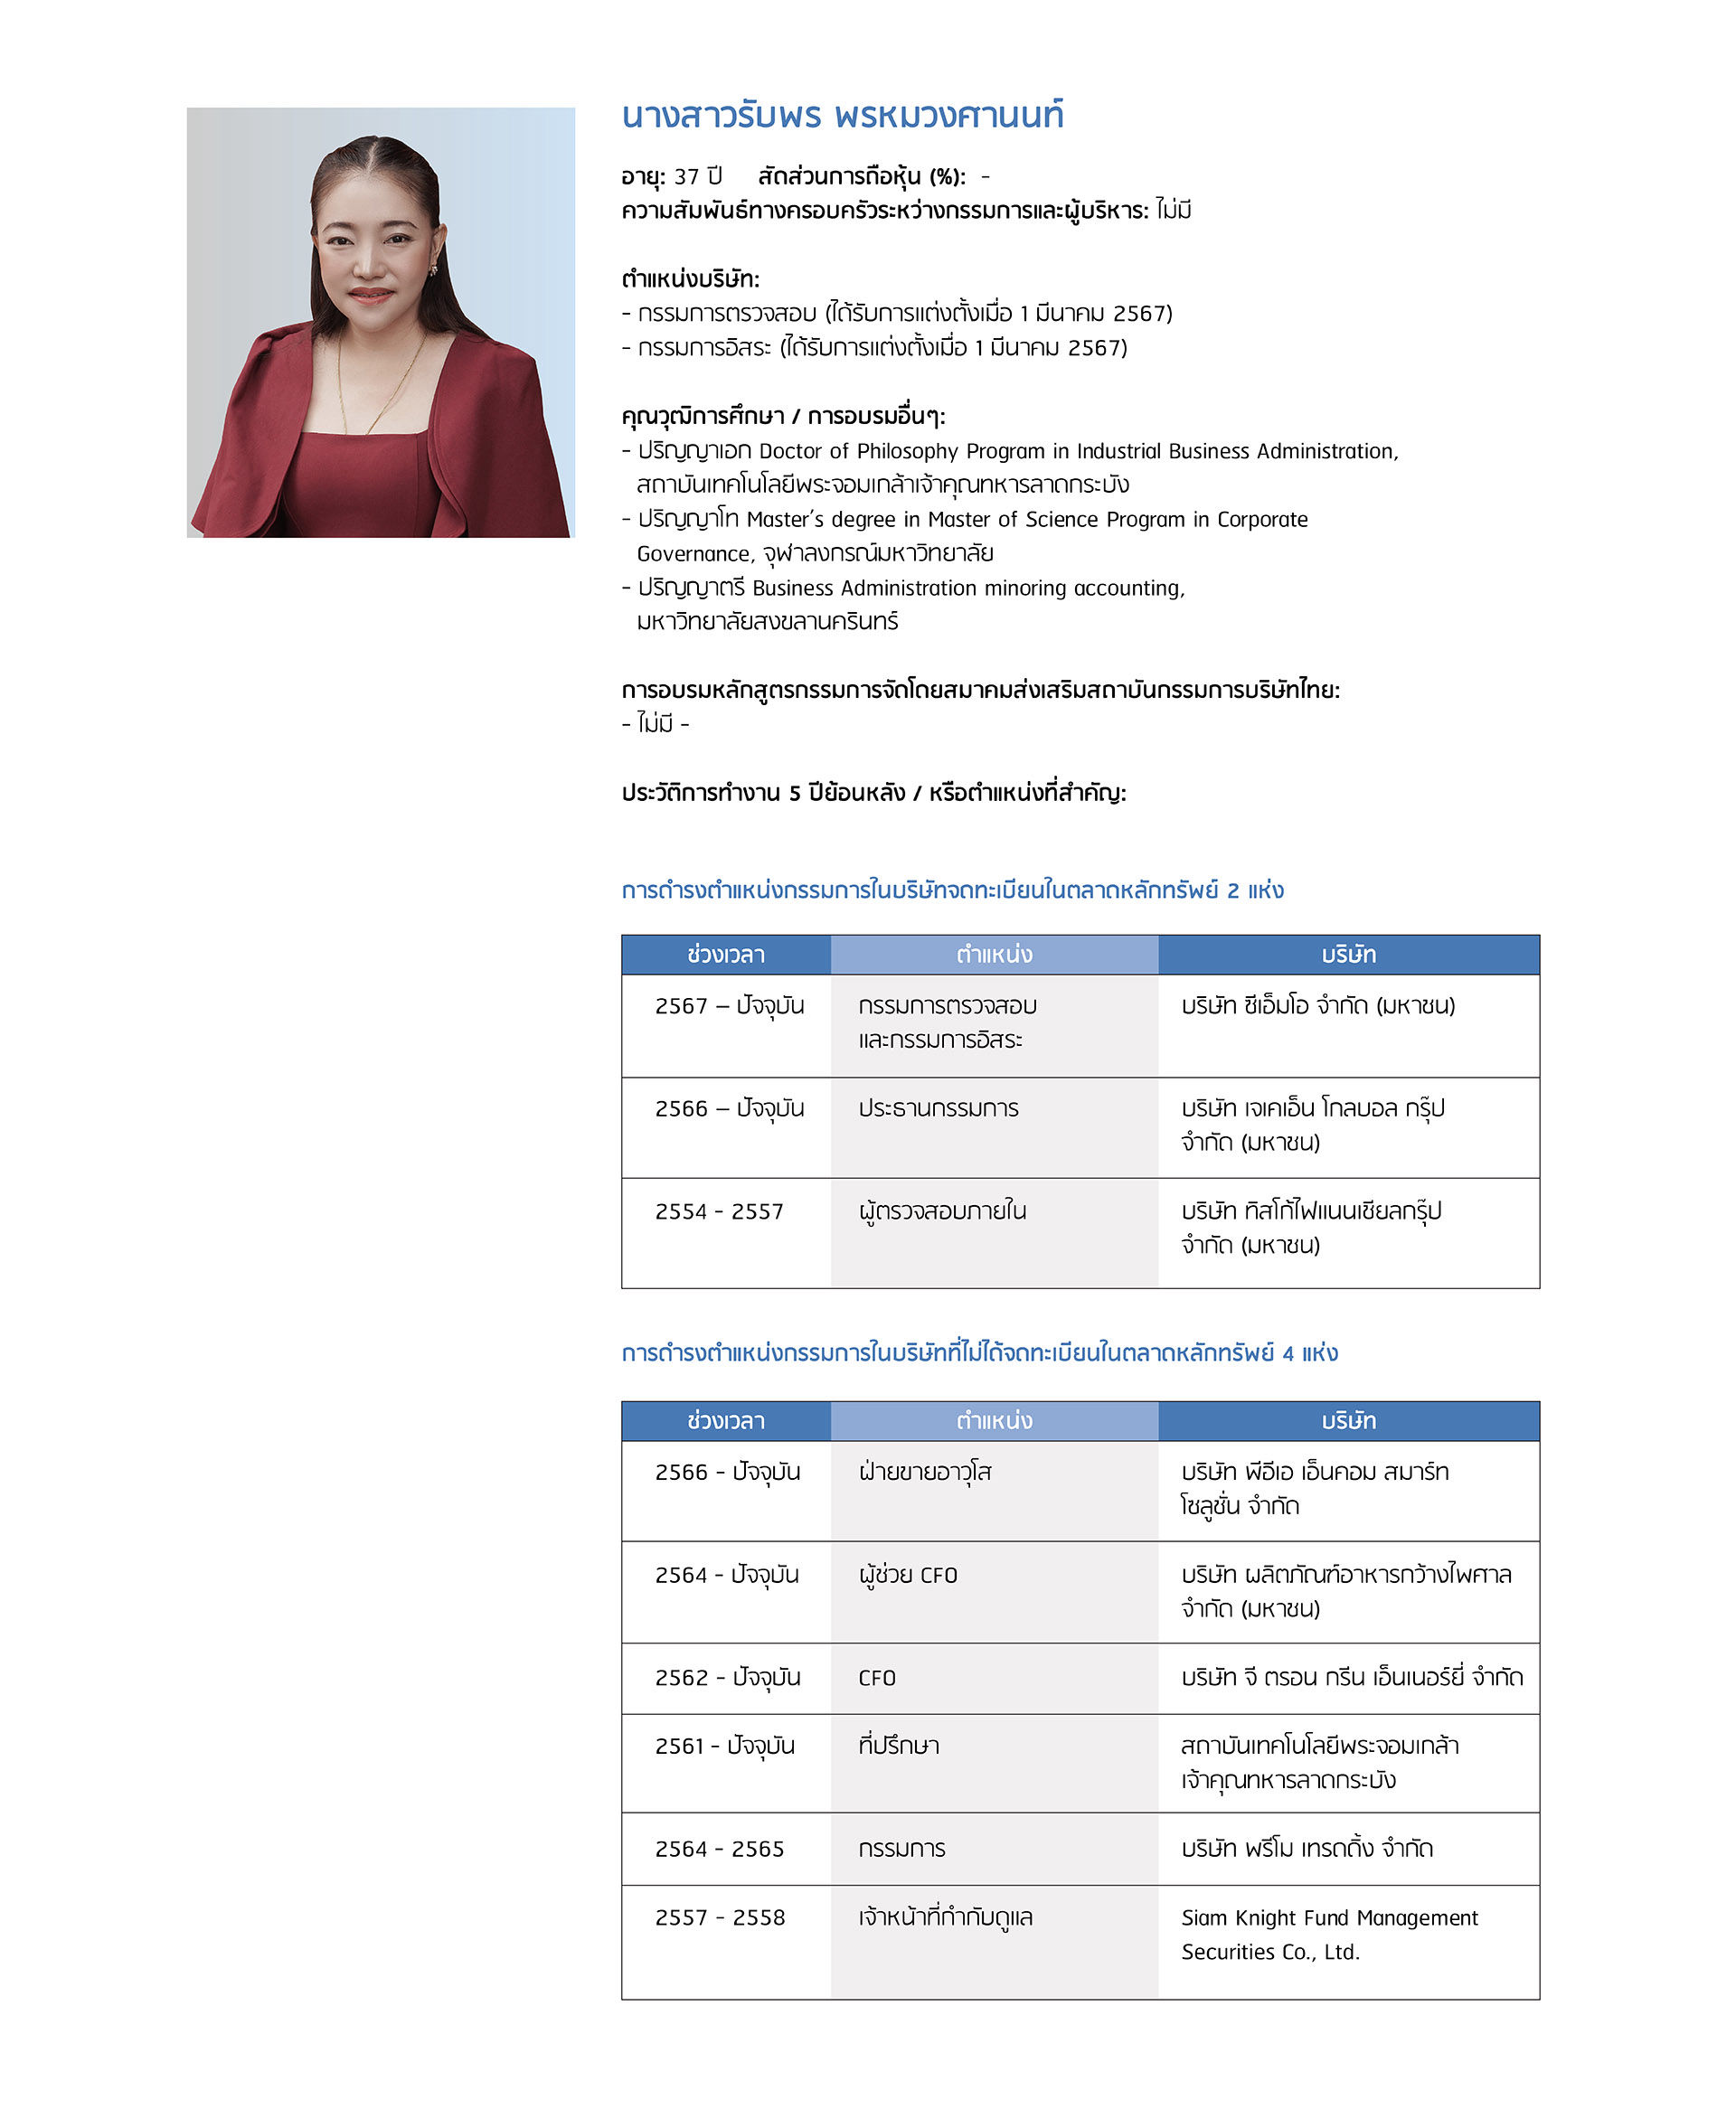 นางสาวรับพร พรหมวงศานนท์
อายุ: 37 ปี สัดส่วนการถือหุ้น (%): -
ความสัมพันธ์ทางครอบครัวระหว่างกรรมการและผู้บริหาร: ไม่มี
ตำแหน่งบริษัท:
- กรรมการตรวจสอบ (ได้รับการแต่งตั้งเมื่อ 1 มีนาคม 2567)
- กรรมการอิสระ (ได้รับการแต่งตั้งเมื่อ 1 มีนาคม 2567)
คุณวุฒิการศึกษา / การอบรมอื่นๆ:
- ปริญญาเอก Doctor of Philosophy Program in Industrial Business Administration,
สถาบันเทคโนโลยีพระจอมเกล้าเจ้าคุณทหารลาดกระบัง
- ปริญญาโท Master's degree in Master of Science Program in Corporate
Governance, จุฬาลงกรณ์มหาวิทยาลัย
- ปริญญาตรี Business Administration minoring accounting,
มหาวิทยาลัยสงขลานครินทร์
การอบรมหลักสูตรกรรมการจัดโดยสมาคมส่งเสริมสถาบันกรรมการบริษัทไทย:
- ไม่มี -
ประวัติการทำงาน 5 ปีย้อนหลัง / หรือตำแหน่งที่สำคัญ:
การดำรงตำแหน่งกรรมการในบริษัทจดทะเบียนในตลาดหลักทรัพย์ 2 แห่ง
ช่วงเวลา ตำแหน่ง บริษัท
2567 – ปัจจุบัน กรรมการตรวจสอบ บริษัท ซีเอ็มโอ จำกัด (มหาชน)
และกรรมการอิสระ
2566 – ปัจจุบัน ประธานกรรมการ บริษัท เจเคเอ็น โกลบอล กรุ๊ป
จำกัด (มหาชน)
2554 - 2557 ผู้ตรวจสอบภายใน บริษัท ทิสโก้ไฟแนนเชียลกรุ๊ป
จำกัด (มหาชน)
การดำรงตำแหน่งกรรมการในบริษัทที่ไม่ได้จดทะเบียนในตลาดหลักทรัพย์ 4 แห่ง
ช่วงเวลา ตำแหน่ง บริษัท
2566 - ปัจจุบัน ฝ่ายขายอาวุโส บริษัท พีอีเอ เอ็นคอม สมาร์ท
โซลูชั่น จำกัด
2564 - ปัจจุบัน ผู้ช่วย CFO บริษัท ผลิตภัณฑ์อาหารกว้างไพศาล
จำกัด (มหาชน)
2562 - ปัจจุบัน CFO บริษัท จี ตรอน กรีน เอ็นเนอร์ยี่ จำกัด
2561 - ปัจจุบัน ที่ปรึกษา สถาบันเทคโนโลยีพระจอมเกล้า
เจ้าคุณทหารลาดกระบัง
2564 - 2565 กรรมการ บริษัท พรีโม เทรดดิ้ง จำกัด
2557 - 2558 เจ้าหน้าที่กำกับดูแล Siam Knight Fund Management
Securities Co., Ltd.